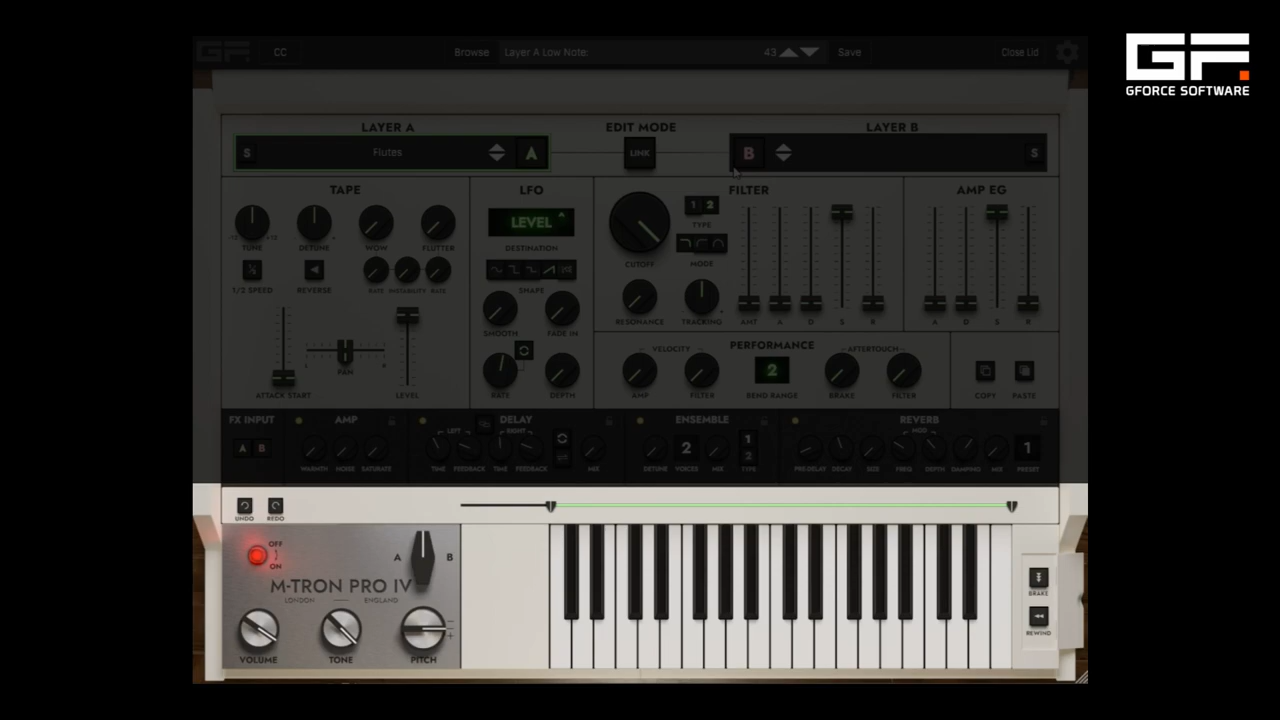 GF.
GFORCE SOFTWARE
GF CC Browse Layer A Low Note: 43 Save Close Lid
LAYER A EDIT MODE LAYER B
S Flutes A LINK B S
TAPE LFO FILTER AMP EG
LEVEL
1 2
TYPE
TUNE DETUNE WOW FLUTTER DESTINATION
CUTOFF MODE
1/2 SPEED REVERSE RATE INSTABILITY RATE SHAPE
SMOOTH FADE IN RESONANCE TRACKING AMT A D S R A D S R
VELOCITY PERFORMANCE AFTERTOUCH
PAN
2
ATTACK START LEVEL RATE DEPTH AMP FILTER BEND RANGE BRAKE FILTER COPY PASTE
FX INPUT AMP DELAY ENSEMBLE REVERB
LEFT RIGHT MOD
A B 2 1 2 1
WARMTH NOISE SATURATE TIME FEEDBACK TIME FEEDBACK MIX DETUNE VOICES MIX TYPE PRE-DELAY DECAY SIZE FREQ DEPTH DAMPING MIX PRESET
UNDO REDO
OFF
ON
A B
M-TRON PRO IV
LONDON — ENGLAND
BRAKE
REWIND
VOLUME TONE PITCH